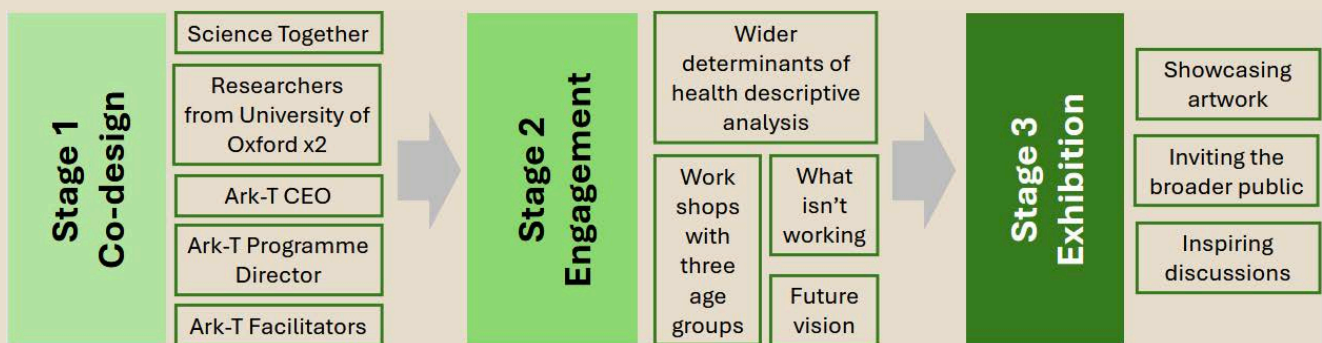 Stage 1
Co-design
Science Together
Researchers
from University of
Oxford x2
Ark-T CEO
Ark-T Programme
Director
Ark-T Facilitators
Stage 2
Engagement
Wider
determinants of
health descriptive
analysis
Work
shops
with
three
age
groups
What
isn’t
working
Future
vision
Stage 3
Exhibition
Showcasing
artwork
Inviting the
broader public
Inspiring
discussions